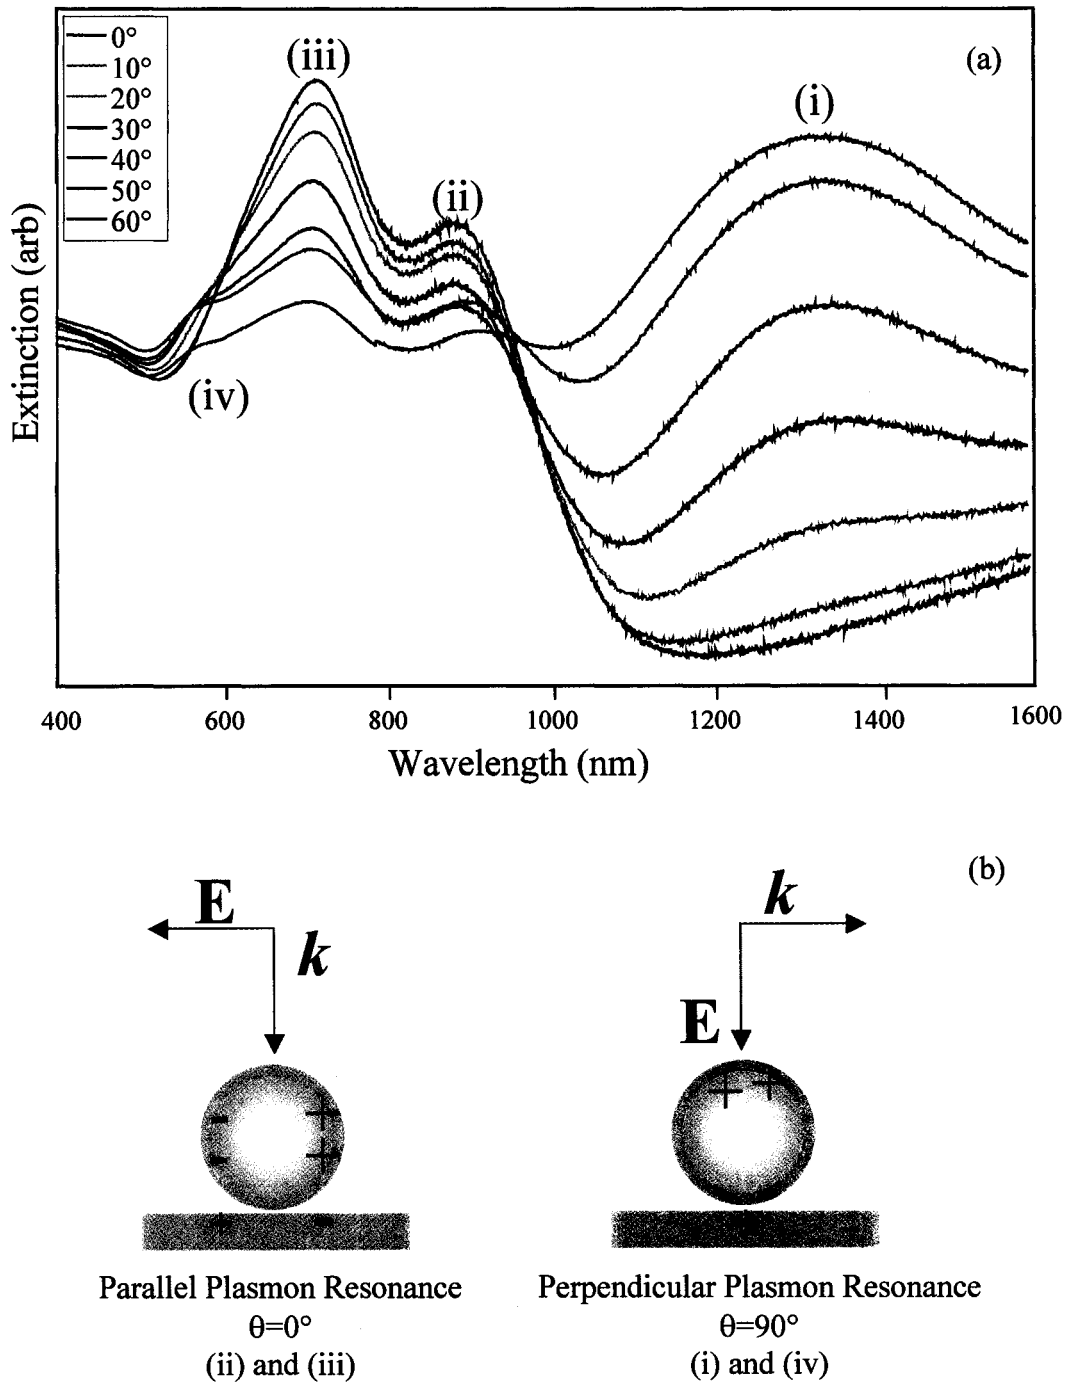 0°
10°
20°
30°
40°
50°
60°
(iii)
(a)
(i)
(ii)
(iv)
Extinction (arb)
400 600 800 1000 1200 1400 1600
Wavelength (nm)
(b)
E
k
k
E
- +
- +
+ -
+ +
Parallel Plasmon Resonance
θ=0°
(ii) and (iii)
Perpendicular Plasmon Resonance
θ=90°
(i) and (iv)